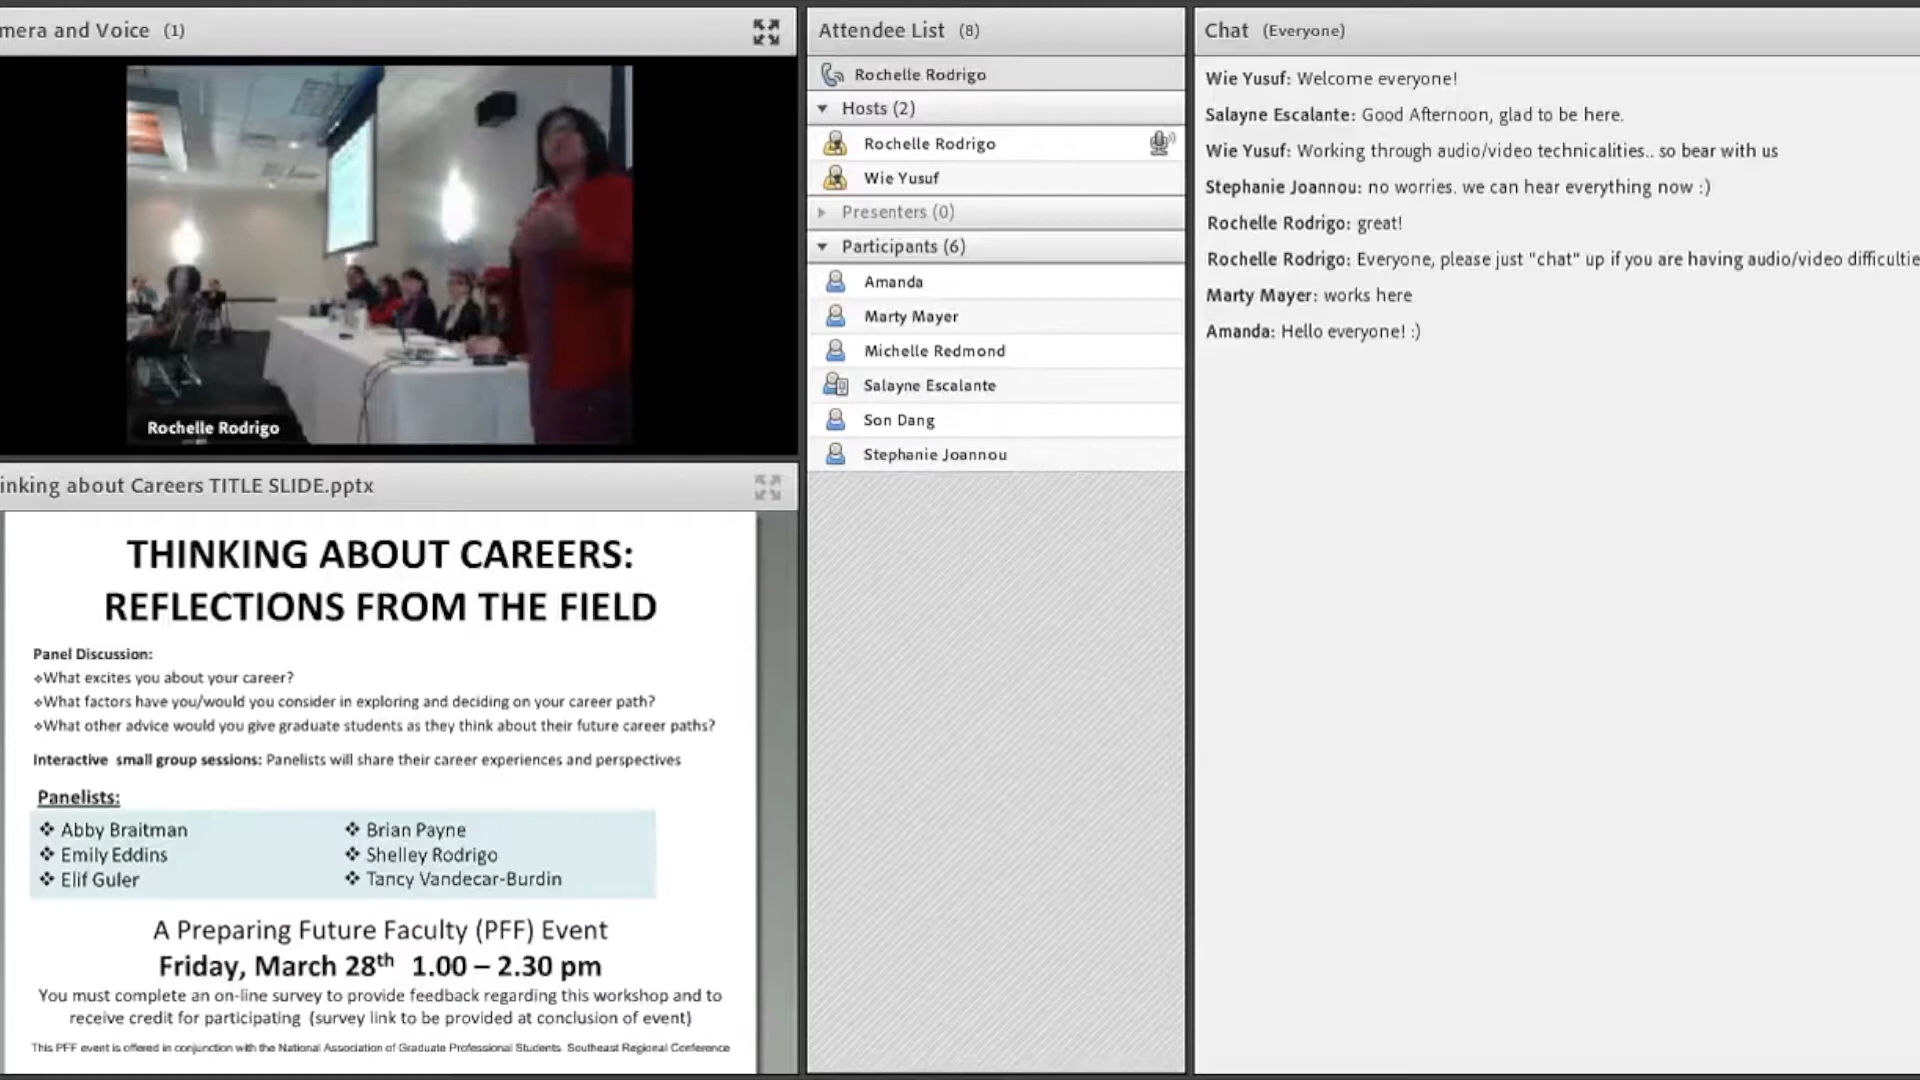 mera and Voice (1)
Rochelle Rodrigo
inking about Careers TITLE SLIDE.pptx
THINKING ABOUT CAREERS:
REFLECTIONS FROM THE FIELD
Panel Discussion:
❖What excites you about your career?
❖What factors have you/would you consider in exploring and deciding on your career path?
❖What other advice would you give graduate students as they think about their future career paths?
Interactive small group sessions: Panelists will share their career experiences and perspectives
Panelists:
❖ Abby Braitman
❖ Emily Eddins
❖ Elif Guler
❖ Brian Payne
❖ Shelley Rodrigo
❖ Tancy Vandecar-Burdin
A Preparing Future Faculty (PFF) Event
Friday, March 28th 1.00 – 2.30 pm
You must complete an on-line survey to provide feedback regarding this workshop and to
receive credit for participating (survey link to be provided at conclusion of event)
This PFF event is offered in conjunction with the National Association of Graduate Professional Students Southeast Regional Conference
Attendee List (8)
Rochelle Rodrigo
Hosts (2)
Rochelle Rodrigo
Wie Yusuf
Presenters (0)
Participants (6)
Amanda
Marty Mayer
Michelle Redmond
Salayne Escalante
Son Dang
Stephanie Joannou
Chat (Everyone)
Wie Yusuf: Welcome everyone!
Salayne Escalante: Good Afternoon, glad to be here.
Wie Yusuf: Working through audio/video technicalities.. so bear with us
Stephanie Joannou: no worries. we can hear everything now :)
Rochelle Rodrigo: great!
Rochelle Rodrigo: Everyone, please just "chat" up if you are having audio/video difficultie
Marty Mayer: works here
Amanda: Hello everyone! :)